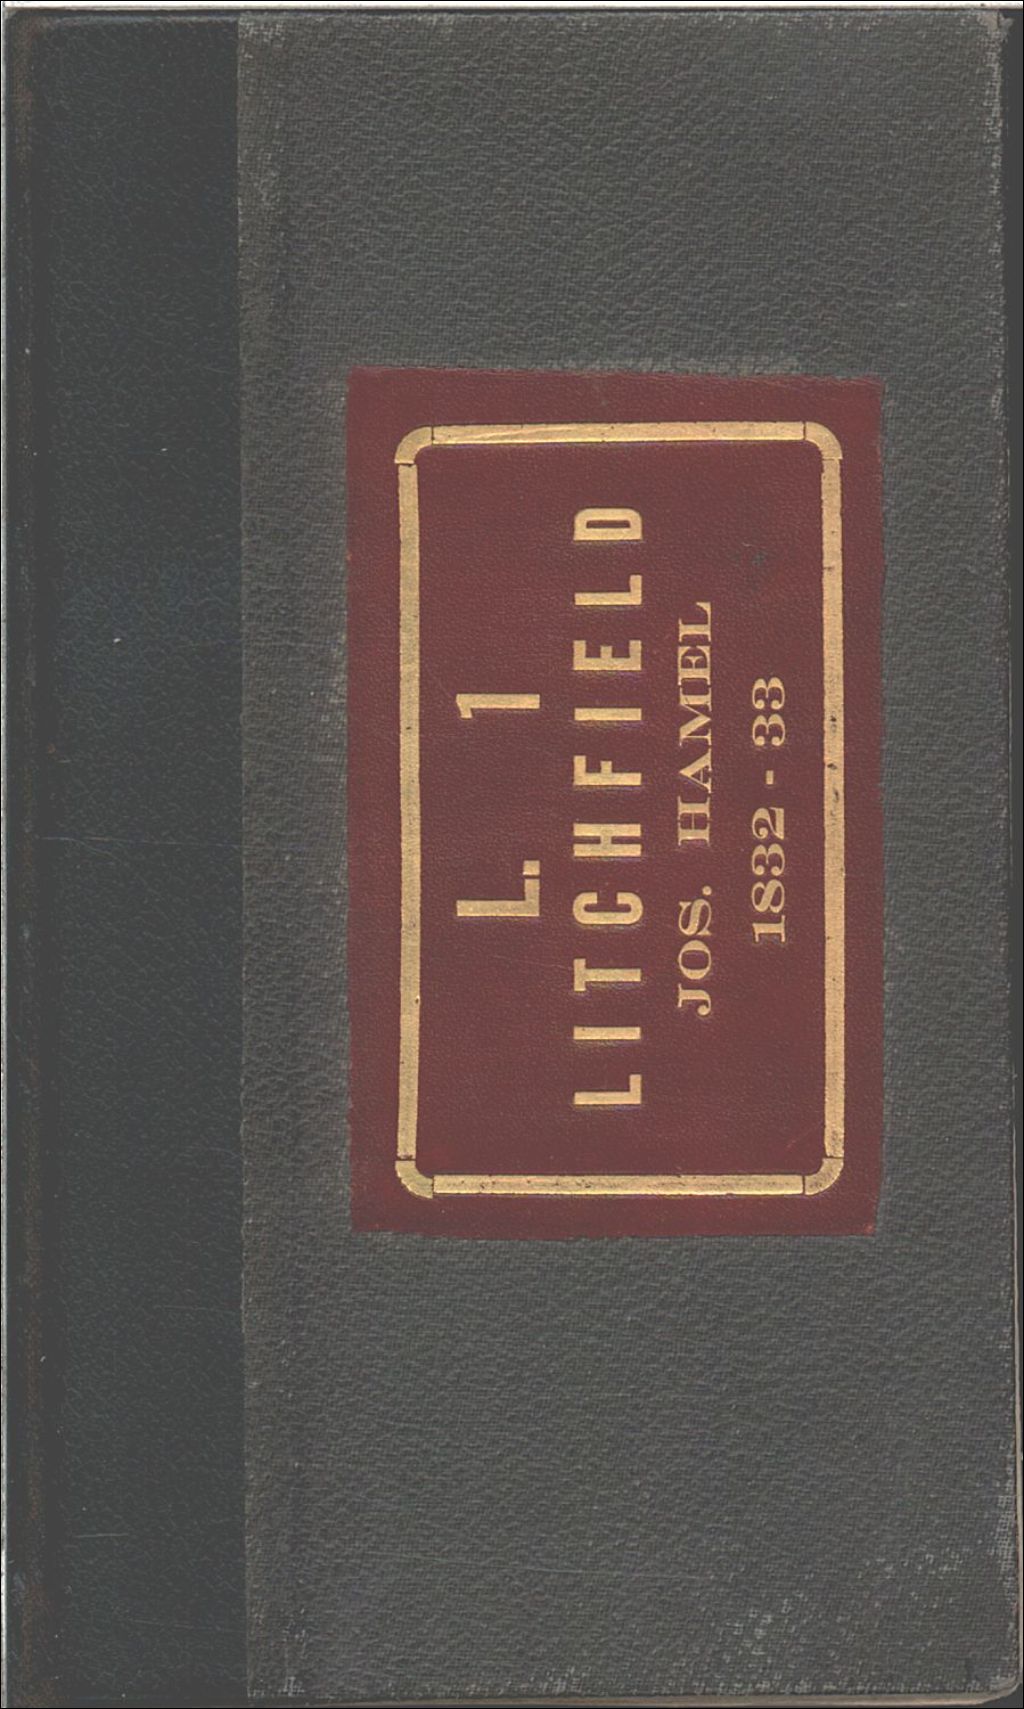 L. 1
LITCHFIELD
JOS. HAMEL
1832 - 33